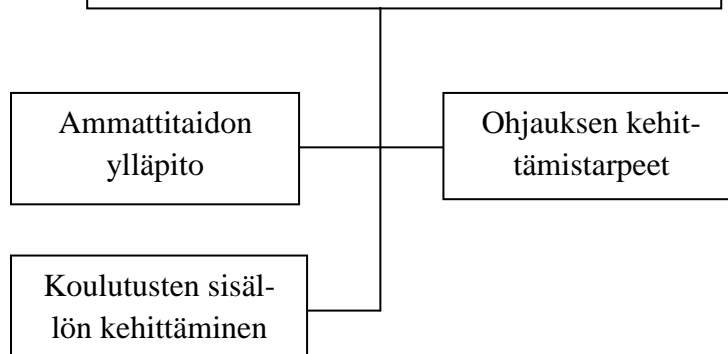 Ammattitaidon
ylläpito
Ohjauksen kehit-
tämistarpeet
Koulutusten sisäl-
lön kehittäminen